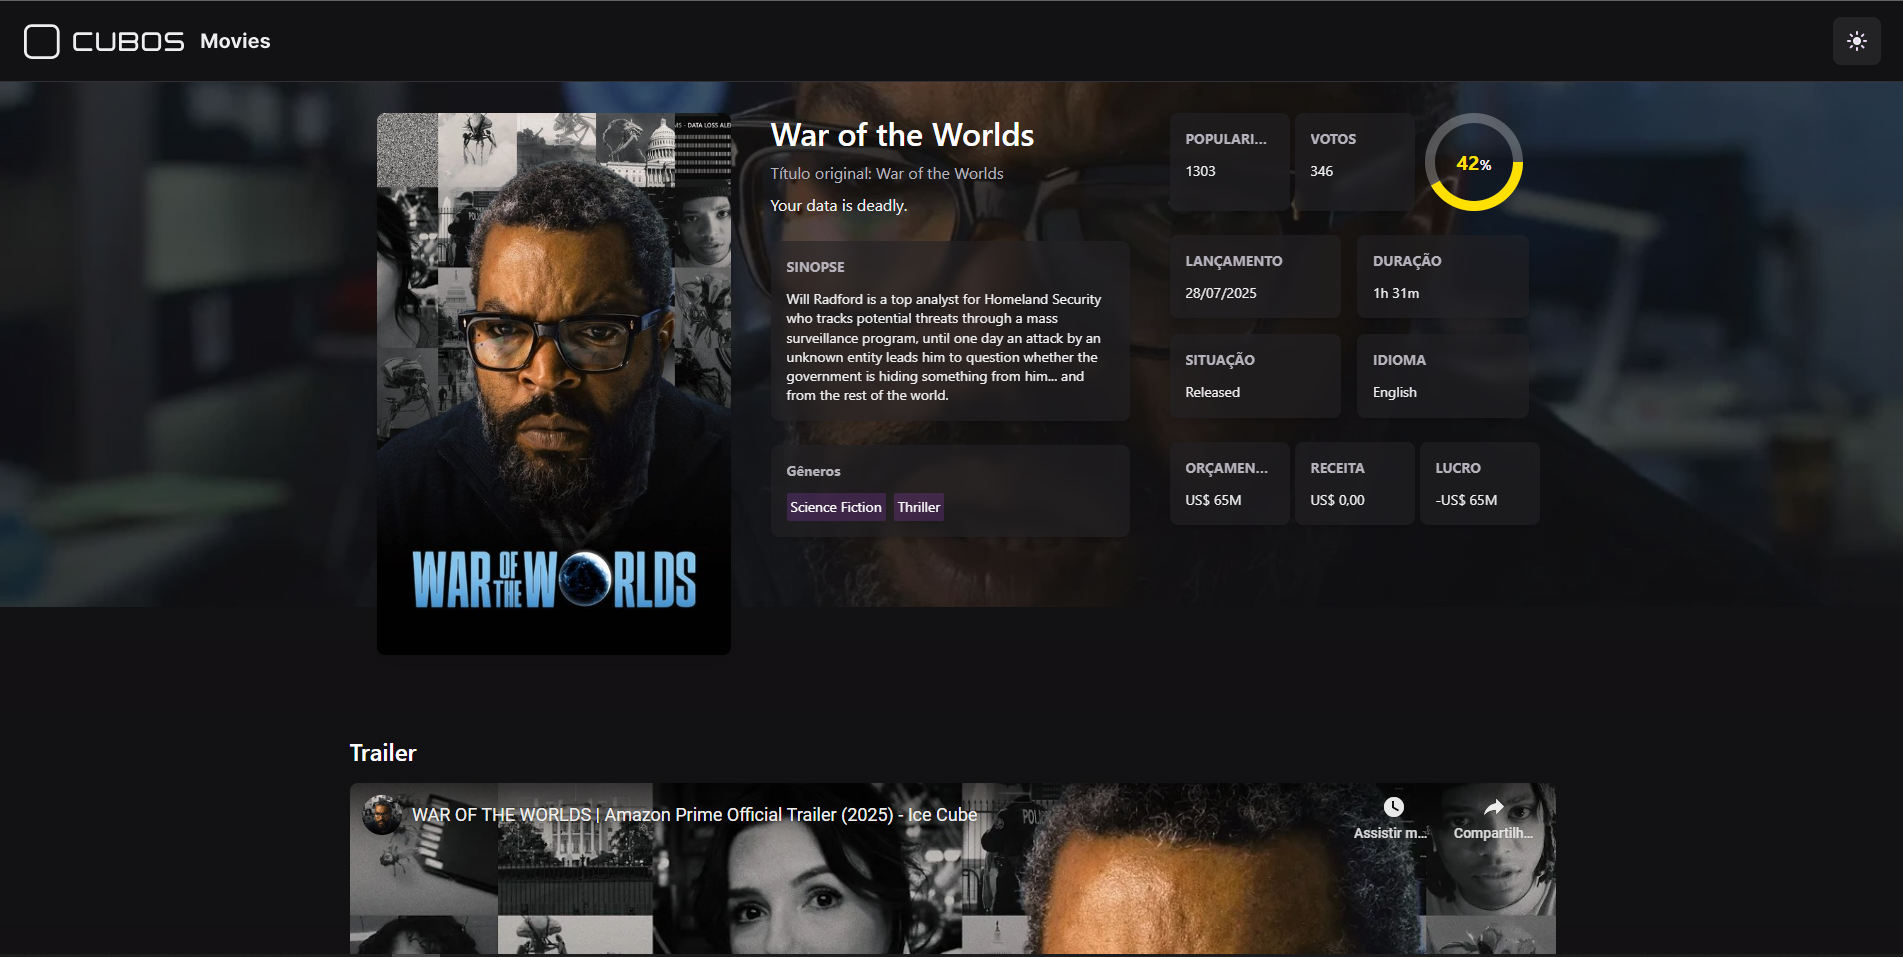 CUBOS Movies
MS - DATA LOSS ALE
War of the Worlds
Título original: War of the Worlds
Your data is deadly.
SINOPSE
Will Radford is a top analyst for Homeland Security
who tracks potential threats through a mass
surveillance program, until one day an attack by an
unknown entity leads him to question whether the
government is hiding something from him... and
from the rest of the world.
Gêneros
Science Fiction
Thriller
WAR OF THE WORLDS
POPULARI...
1303
VOTOS
346
42%
LANÇAMENTO
28/07/2025
DURAÇÃO
1h 31m
SITUAÇÃO
Released
IDIOMA
English
ORÇAMEN...
US$ 65M
RECEITA
US$ 0,00
LUCRO
-US$ 65M
Trailer
WAR OF THE WORLDS | Amazon Prime Official Trailer (2025) - Ice Cube
Assistir m...
Compartilh...